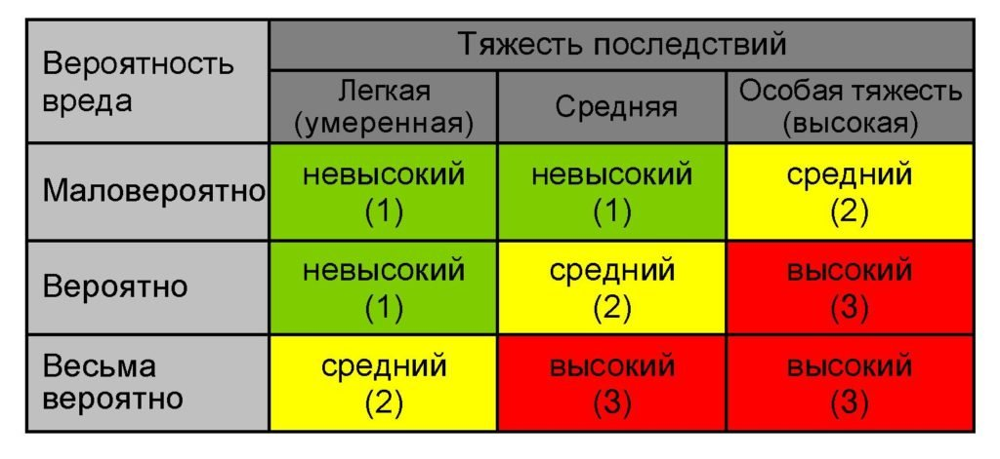 Вероятность
вреда
Тяжесть последствий
Легкая
(умеренная)
Средняя
Особая тяжесть
(высокая)
Маловероятно
невысокий
(1)
невысокий
(1)
средний
(2)
Вероятно
невысокий
(1)
средний
(2)
высокий
(3)
Весьма
вероятно
средний
(2)
высокий
(3)
высокий
(3)